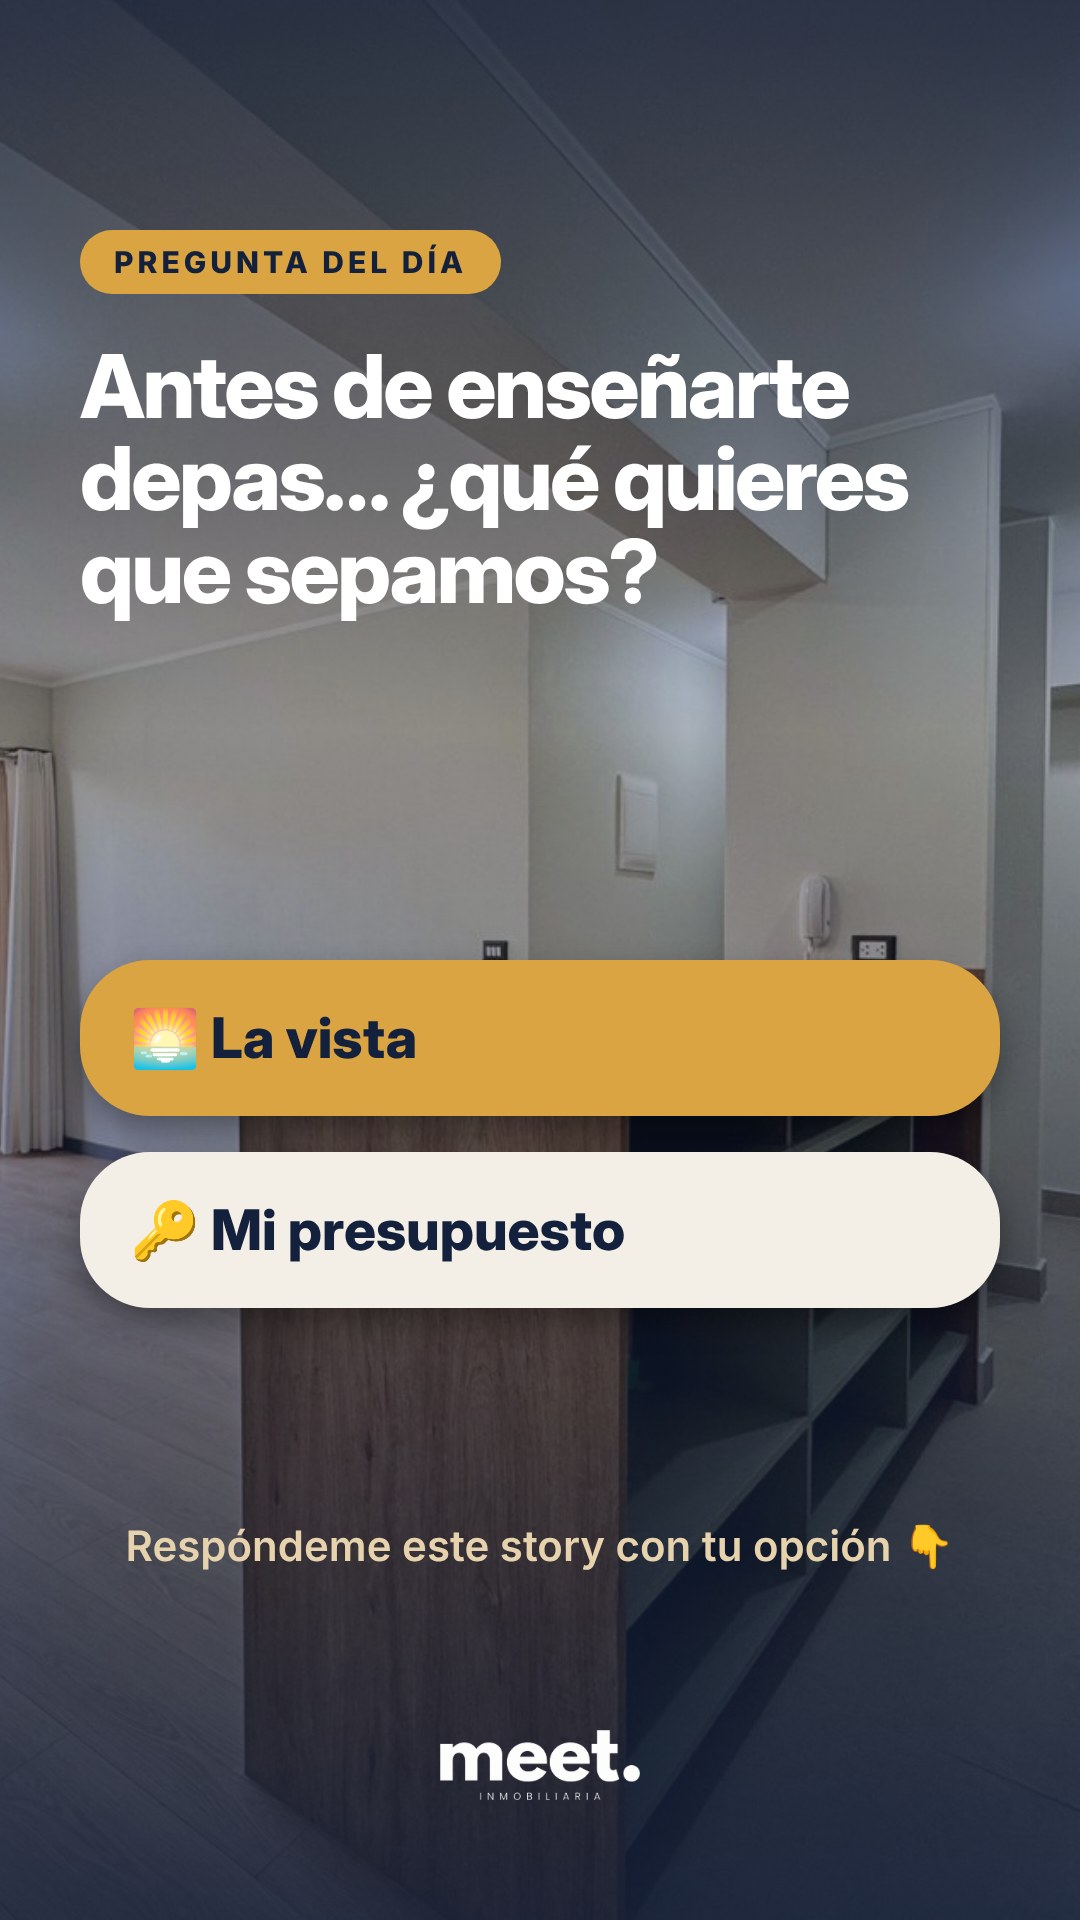 PREGUNTA DEL DÍA
Antes de enseñarte
depas... ¿qué quieres
que sepamos?
🌅 La vista
🔑 Mi presupuesto
Respóndeme este story con tu opción 👇
meet.
INMOBILIARIA